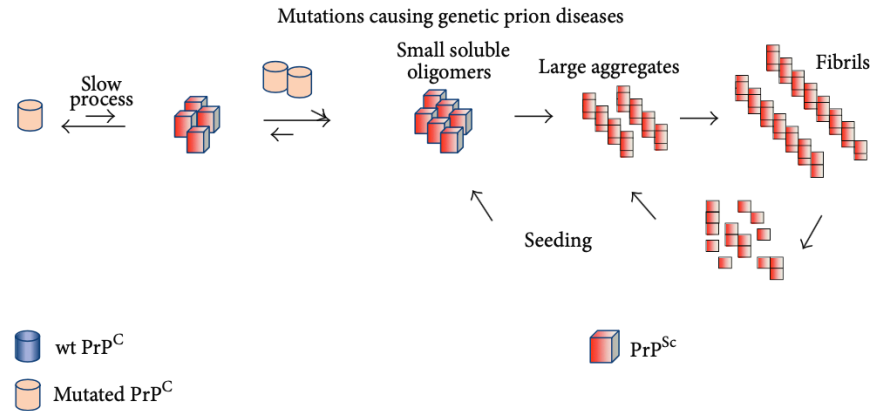 Mutations causing genetic prion diseases
Slow
process
Small soluble
oligomers
Large aggregates
Fibrils
Seeding
wt PrP^C
PrP^Sc
Mutated PrP^C